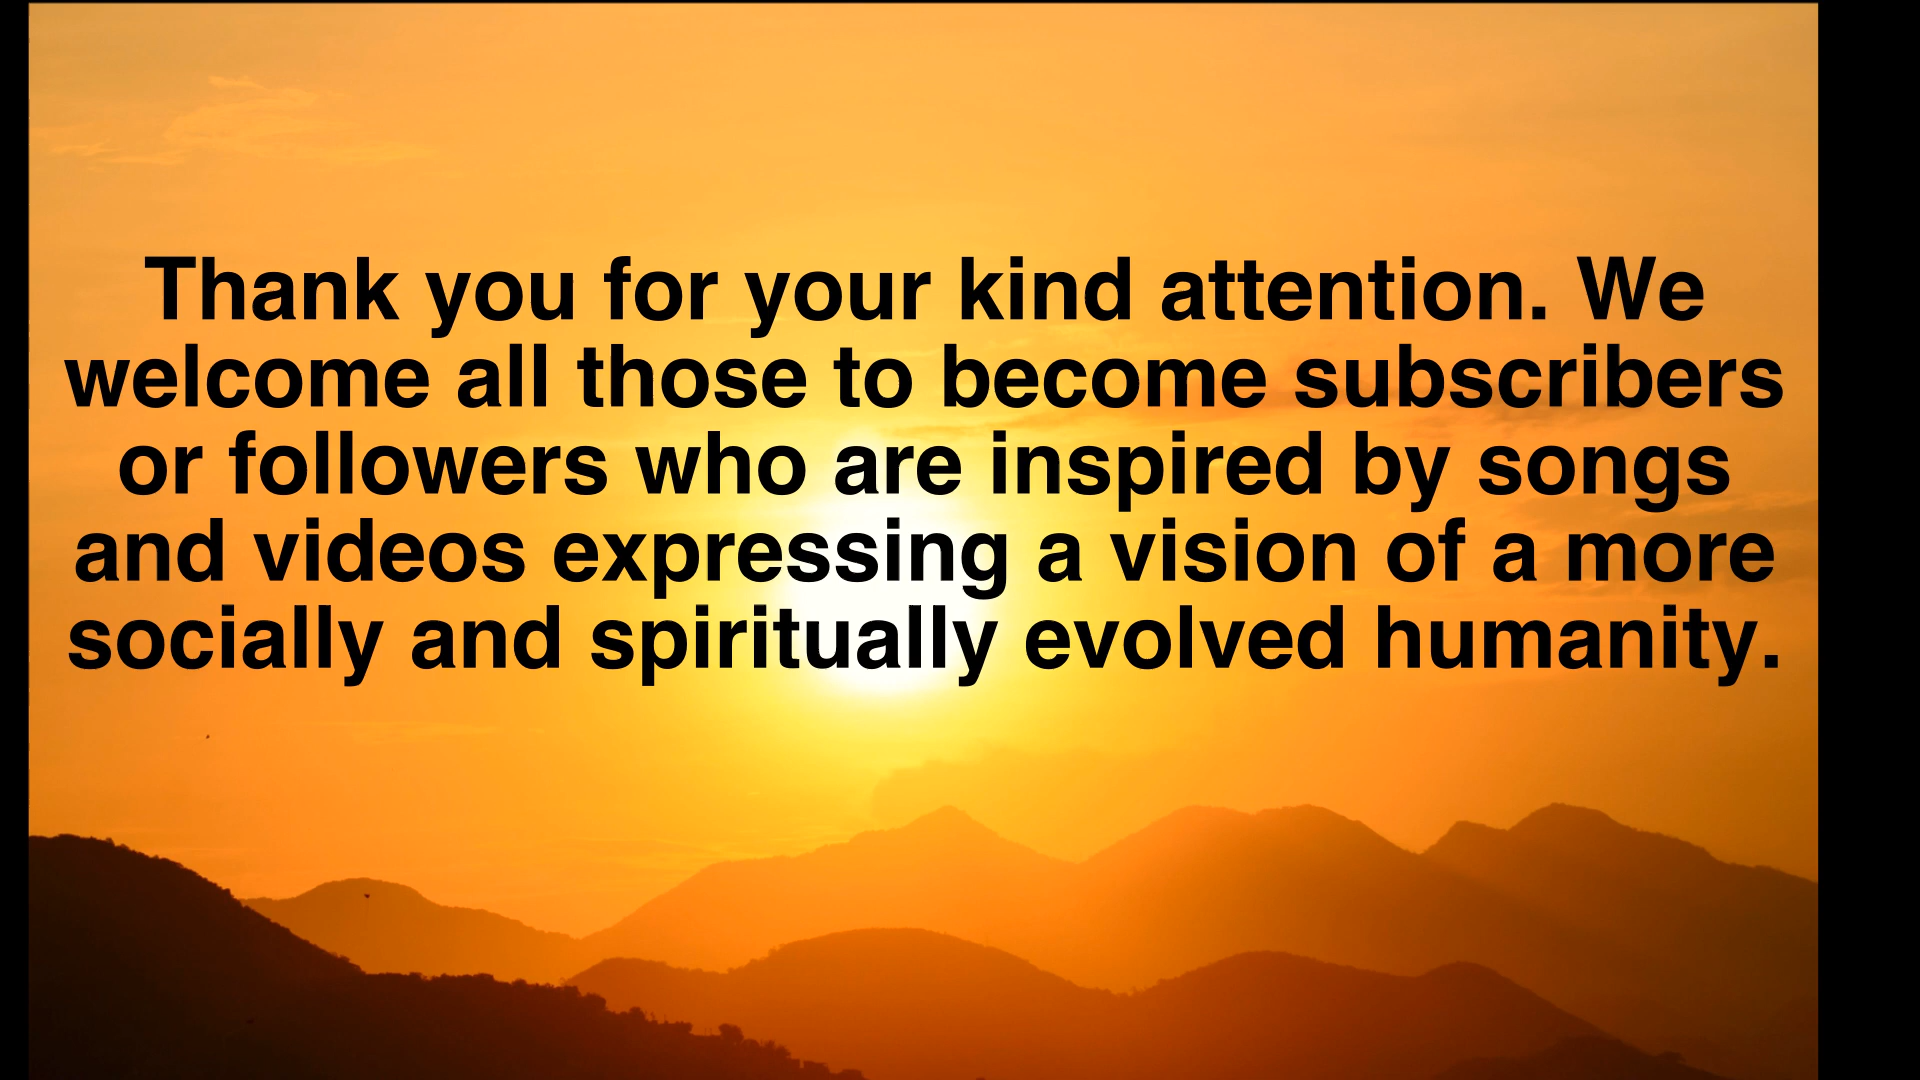 Thank you for your kind attention. We
welcome all those to become subscribers
or followers who are inspired by songs
and videos expressing a vision of a more
socially and spiritually evolved humanity.